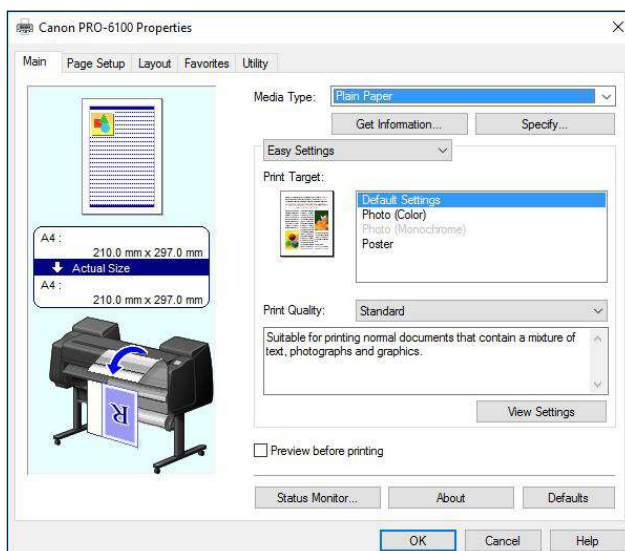 Canon PRO-6100 Properties
Main Page Setup Layout Favorites Utility
Media Type: Plain Paper
Get Information... Specify...
Easy Settings
Print Target:
Default Settings
Photo (Color)
Photo (Monochrome)
Poster
A4 :
210.0 mm x 297.0 mm
Actual Size
A4 :
210.0 mm x 297.0 mm
R
Print Quality: Standard
Suitable for printing normal documents that contain a mixture of
text, photographs and graphics.
View Settings
Preview before printing
Status Monitor... About Defaults
OK Cancel Help